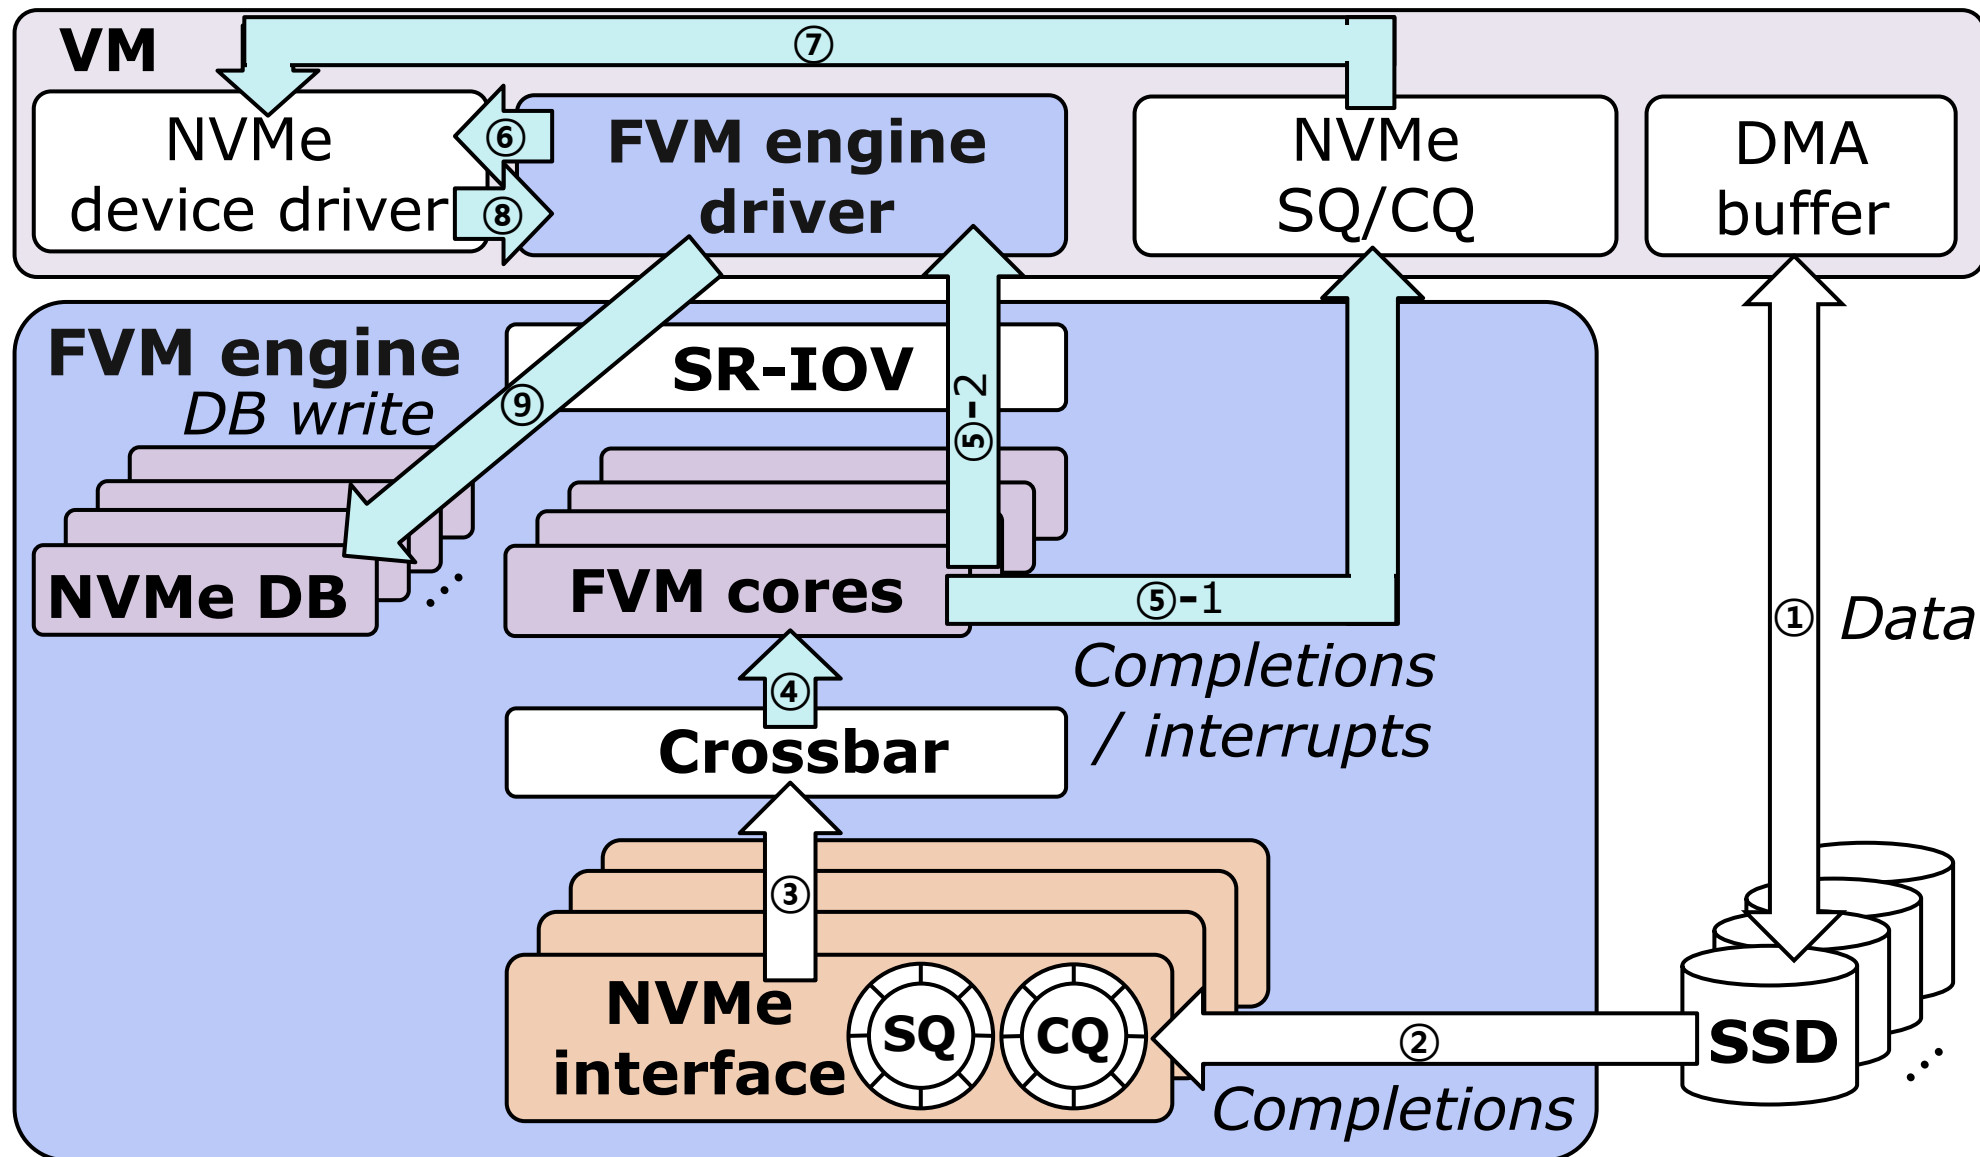 VM
⑦
NVMe
device driver
⑥
⑧
FVM engine
driver
NVMe
SQ/CQ
DMA
buffer
FVM engine
DB write
⑨
SR-IOV
⑤-2
NVMe DB
FVM cores
⑤-1
Completions
/ interrupts
① Data
④
Crossbar
③
NVMe
interface
SQ
CQ
②
Completions
SSD